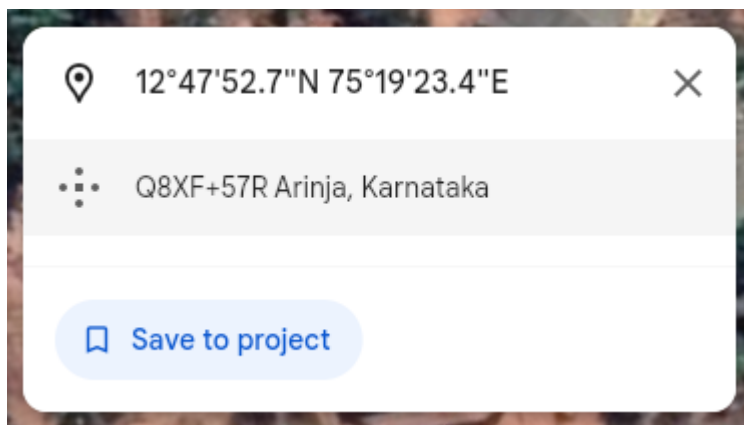 12°47'52.7"N 75°19'23.4"E
Q8XF+57R Arinja, Karnataka
Save to project